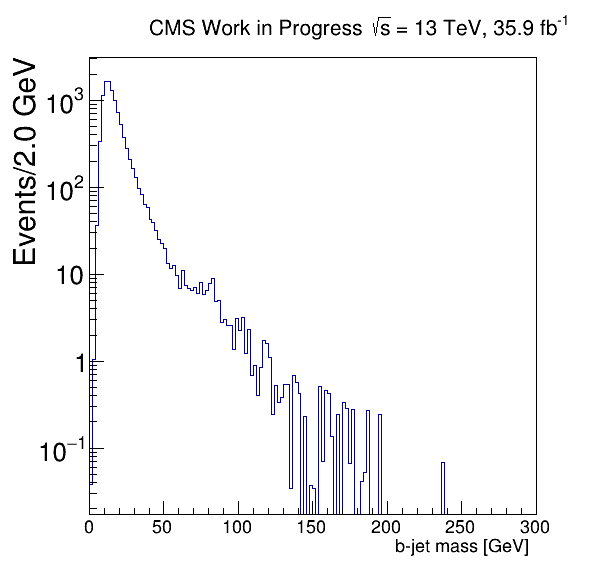 CMS Work in Progress √s = 13 TeV, 35.9 fb⁻¹
Events/2.0 GeV
10³
10²
10
1
10⁻¹
0 50 100 150 200 250 300
b-jet mass [GeV]